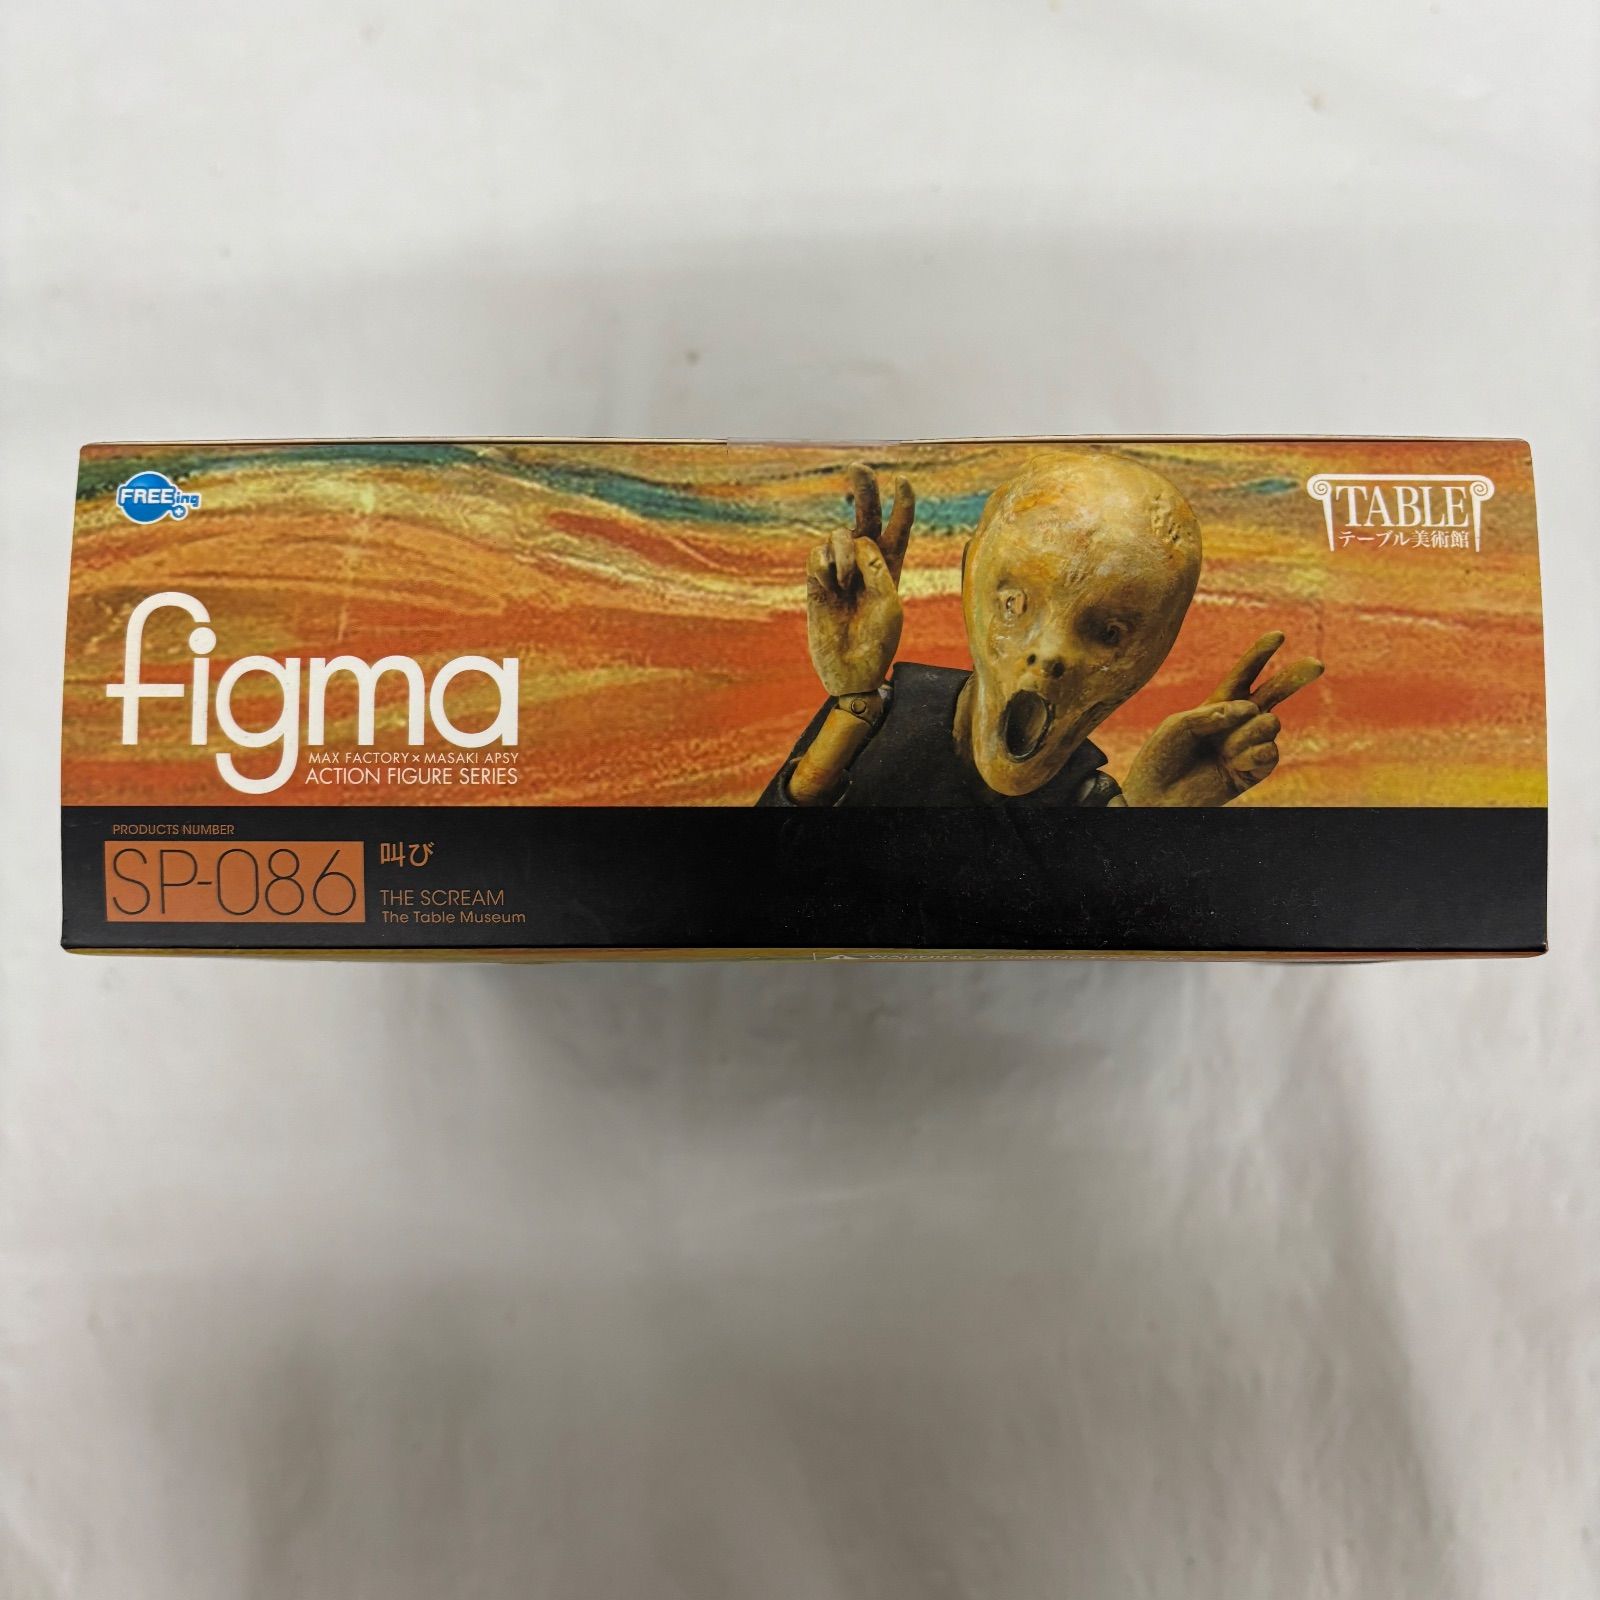 FREEing
TABLE
テーブル美術館
figma
MAX FACTORY×MASAKI APSY
ACTION FIGURE SERIES
PRODUCTS NUMBER
SP-086
叫び
THE SCREAM
The Table Museum